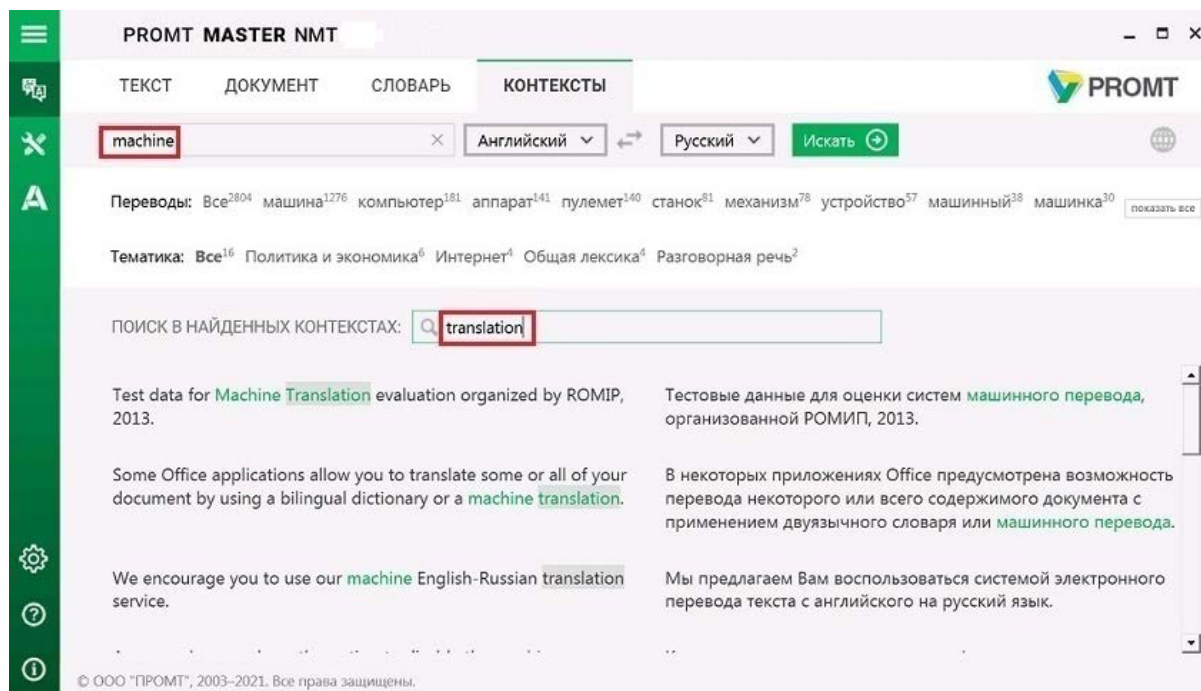 PROMT MASTER NMT
ТЕКСТ ДОКУМЕНТ СЛОВАРЬ КОНТЕКСТЫ PROMT
machine Английский Русский Искать
A
Переводы: Все2804 машина1276 компьютер181 аппарат141 пулемет140 станок81 механизм78 устройство57 машинный38 машинка30 показать все
Тематика: Все16 Политика и экономика6 Интернет4 Общая лексика4 Разговорная речь2
ПОИСК В НАЙДЕННЫХ КОНТЕКСТАХ: translation
Test data for Machine Translation evaluation organized by ROMIP,
2013.
Тестовые данные для оценки систем машинного перевода,
организованной РОМИП, 2013.
Some Office applications allow you to translate some or all of your
document by using a bilingual dictionary or a machine translation.
В некоторых приложениях Office предусмотрена возможность
перевода некоторого или всего содержимого документа с
применением двуязычного словаря или машинного перевода.
We encourage you to use our machine English-Russian translation
service.
Мы предлагаем Вам воспользоваться системой электронного
перевода текста с английского на русский язык.
© ООО "ПРОМТ", 2003–2021. Все права защищены.